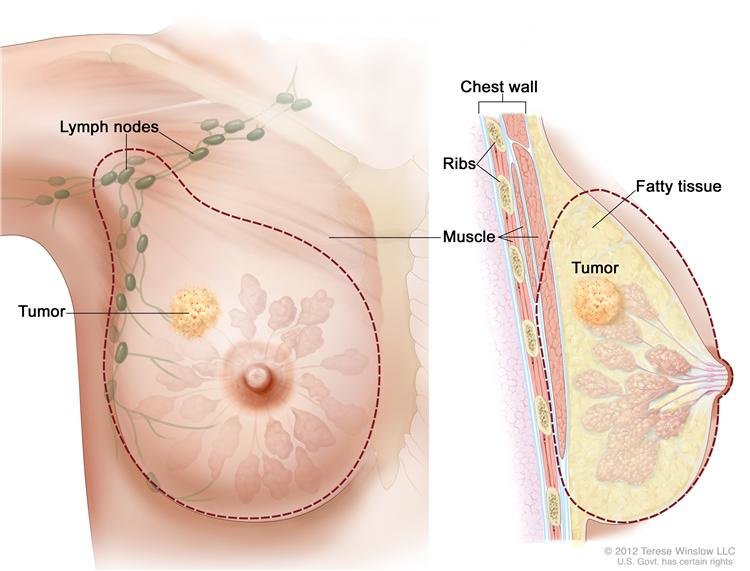 Lymph nodes
Tumor
Chest wall
Ribs
Muscle
Fatty tissue
Tumor
© 2012 Terese Winslow LLC
U.S. Govt. has certain rights